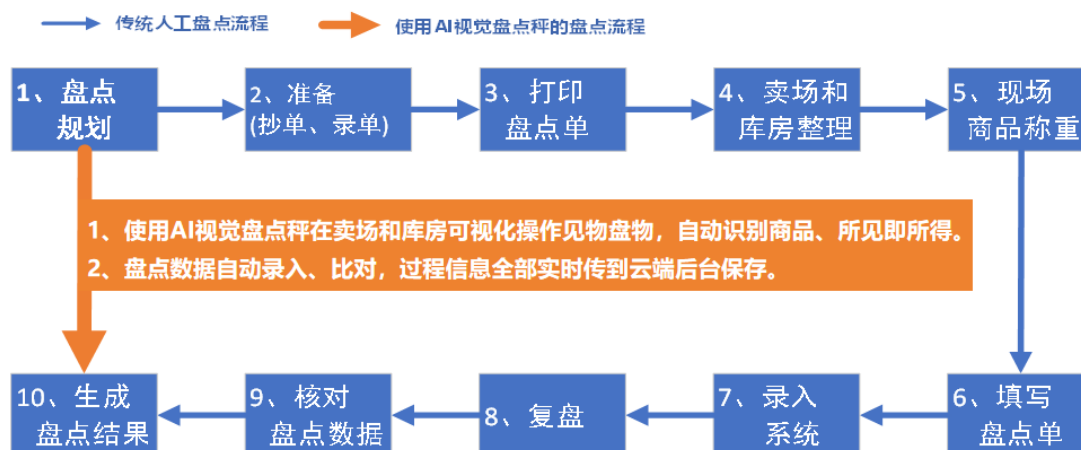 传统人工盘点流程
使用AI视觉盘点秤的盘点流程
1、盘点
规划
2、准备
(抄单、录单)
3、打印
盘点单
4、卖场和
库房整理
5、现场
商品称重
1、使用AI视觉盘点秤在卖场和库房可视化操作见物盘物，自动识别商品、所见即所得。
2、盘点数据自动录入、比对，过程信息全部实时传到云端后台保存。
10、生成
盘点结果
9、核对
盘点数据
8、复盘
7、录入
系统
6、填写
盘点单